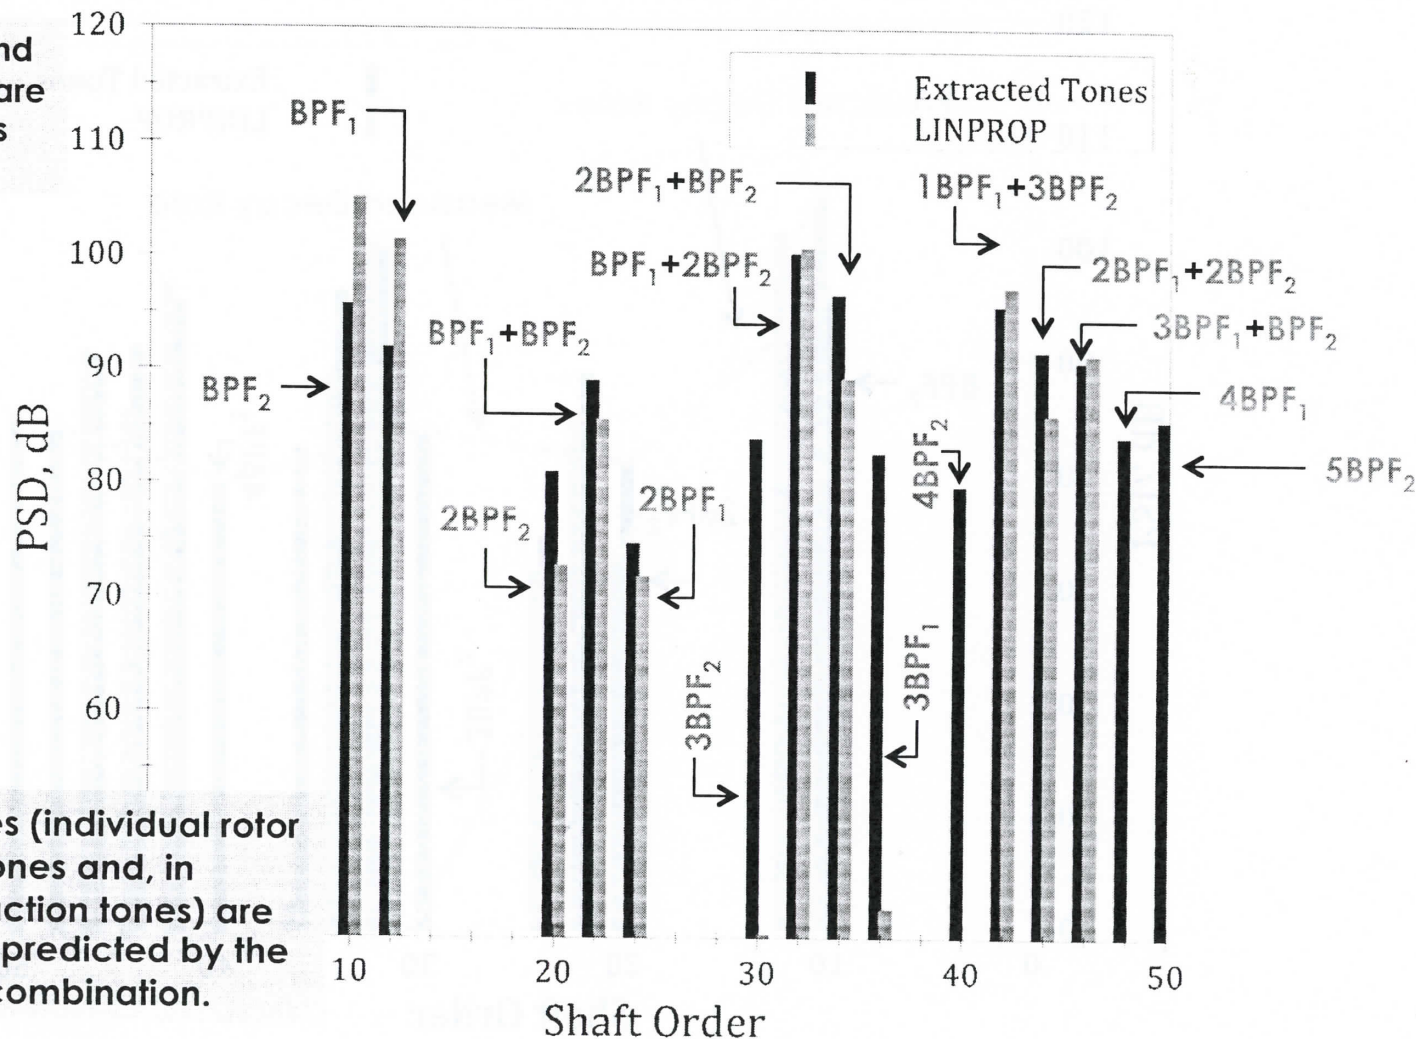 120
nd
are
s
110
100
90
80
70
60
PSD, dB
Extracted Tones
LINPROP
BPF₁
2BPF₁+BPF₂
1BPF₁+3BPF₂
BPF₁+2BPF₂
2BPF₁+2BPF₂
BPF₁+BPF₂
3BPF₁+BPF₂
BPF₂
4BPF₁
4BPF₂
5BPF₂
2BPF₂
2BPF₁
3BPF₂
3BPF₁
es (individual rotor
ones and, in
action tones) are
predicted by the
combination.
10
20
30
40
50
Shaft Order